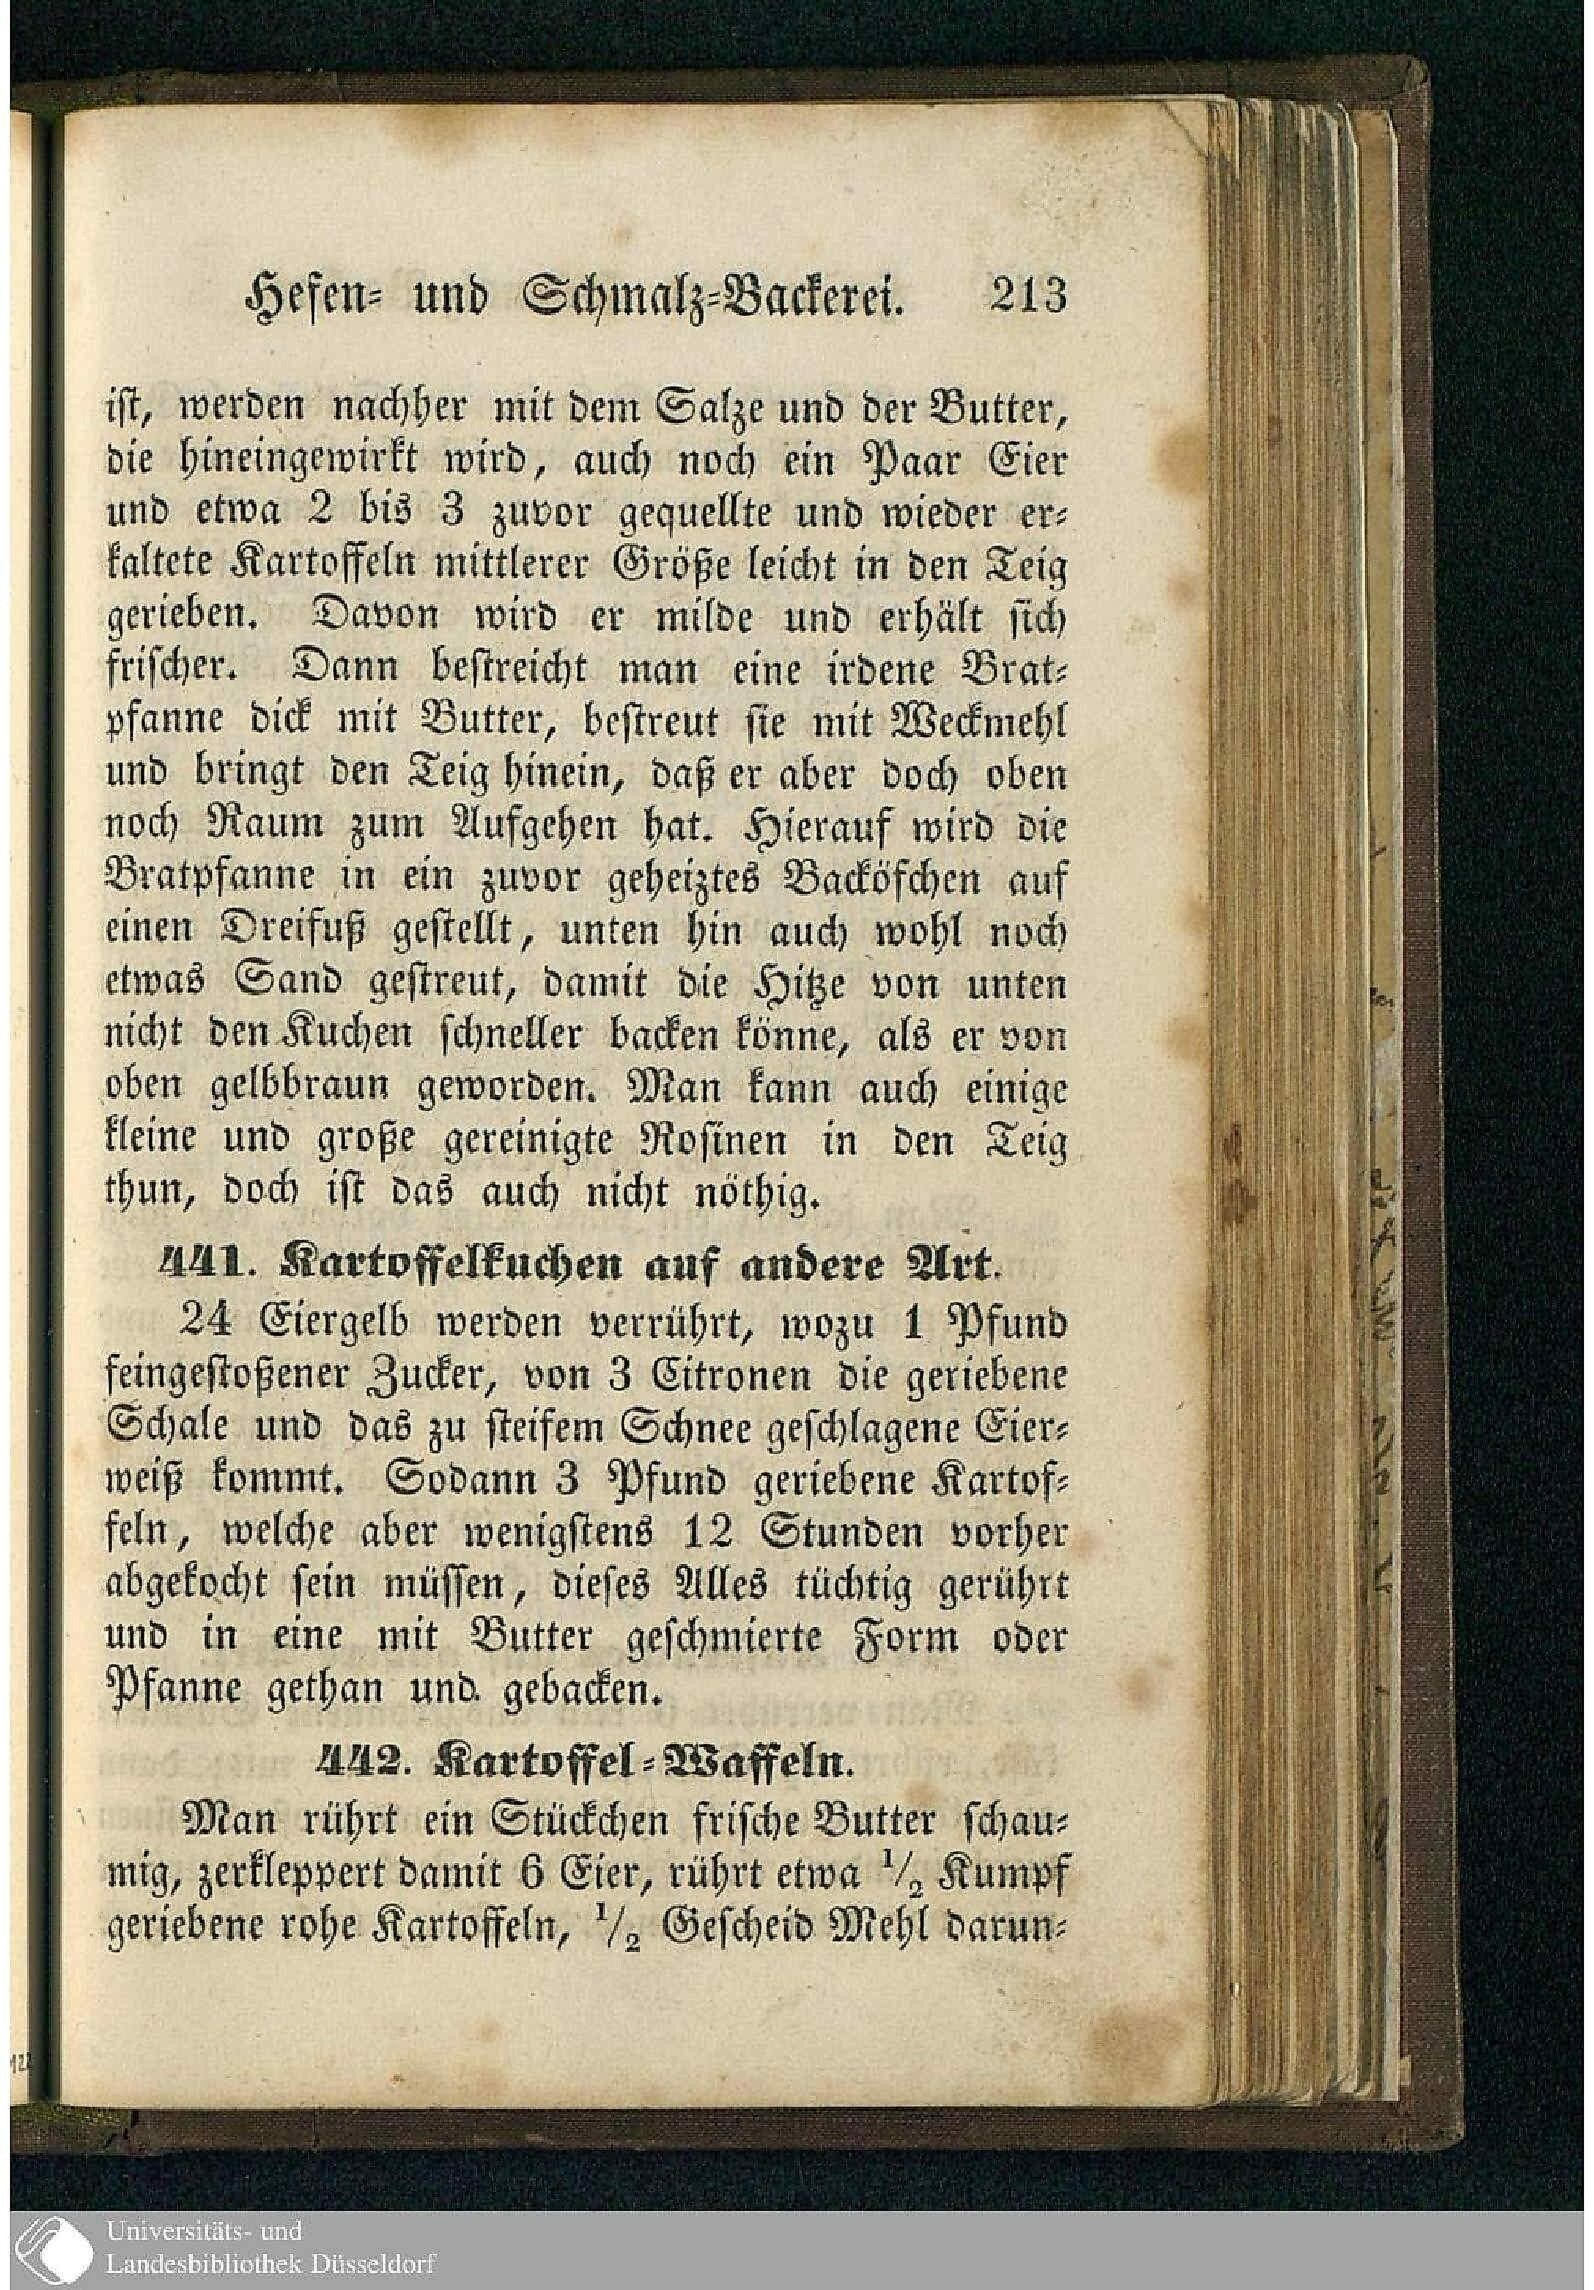 Hefen- und Schmalz-Backerei. 213
ist, werden nachher mit dem Salze und der Butter,
die hineingewirkt wird, auch noch ein Paar Eier
und etwa 2 bis 3 zuvor gequellte und wieder er-
kaltete Kartoffeln mittlerer Größe leicht in den Teig
gerieben. Davon wird er milde und erhält sich
frischer. Dann bestreicht man eine irdene Brat-
pfanne dick mit Butter, bestreut sie mit Weckmehl
und bringt den Teig hinein, daß er aber doch oben
noch Raum zum Aufgehen hat. Hierauf wird die
Bratpfanne in ein zuvor geheiztes Backöfchen auf
einen Dreifuß gestellt, unten hin auch wohl noch
etwas Sand gestreut, damit die Hitze von unten
nicht den Kuchen schneller backen könne, als er von
oben gelbbraun geworden. Man kann auch einige
kleine und große gereinigte Rosinen in den Teig
thun, doch ist das auch nicht nöthig.
441. Kartoffelkuchen auf andere Art.
24 Eiergelb werden verrührt, wozu 1 Pfund
feingestoßener Zucker, von 3 Citronen die geriebene
Schale und das zu steifem Schnee geschlagene Eier-
weiß kommt. Sodann 3 Pfund geriebene Kartof-
feln, welche aber wenigstens 12 Stunden vorher
abgekocht sein müssen, dieses Alles tüchtig gerührt
und in eine mit Butter geschmierte Form oder
Pfanne gethan und gebacken.
442. Kartoffel-Waffeln.
Man rührt ein Stückchen frische Butter schau-
mig, zerkleppert damit 6 Eier, rührt etwa 1/2 Kumpf
geriebene rohe Kartoffeln, 1/2 Gescheid Mehl darun-
Universitäts- und
Landesbibliothek Düsseldorf